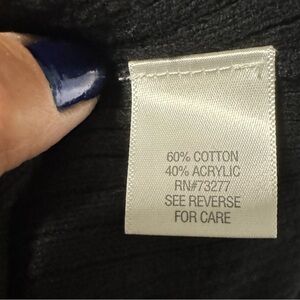 60% COTTON
40% ACRYLIC
RN#73277
SEE REVERSE
FOR CARE